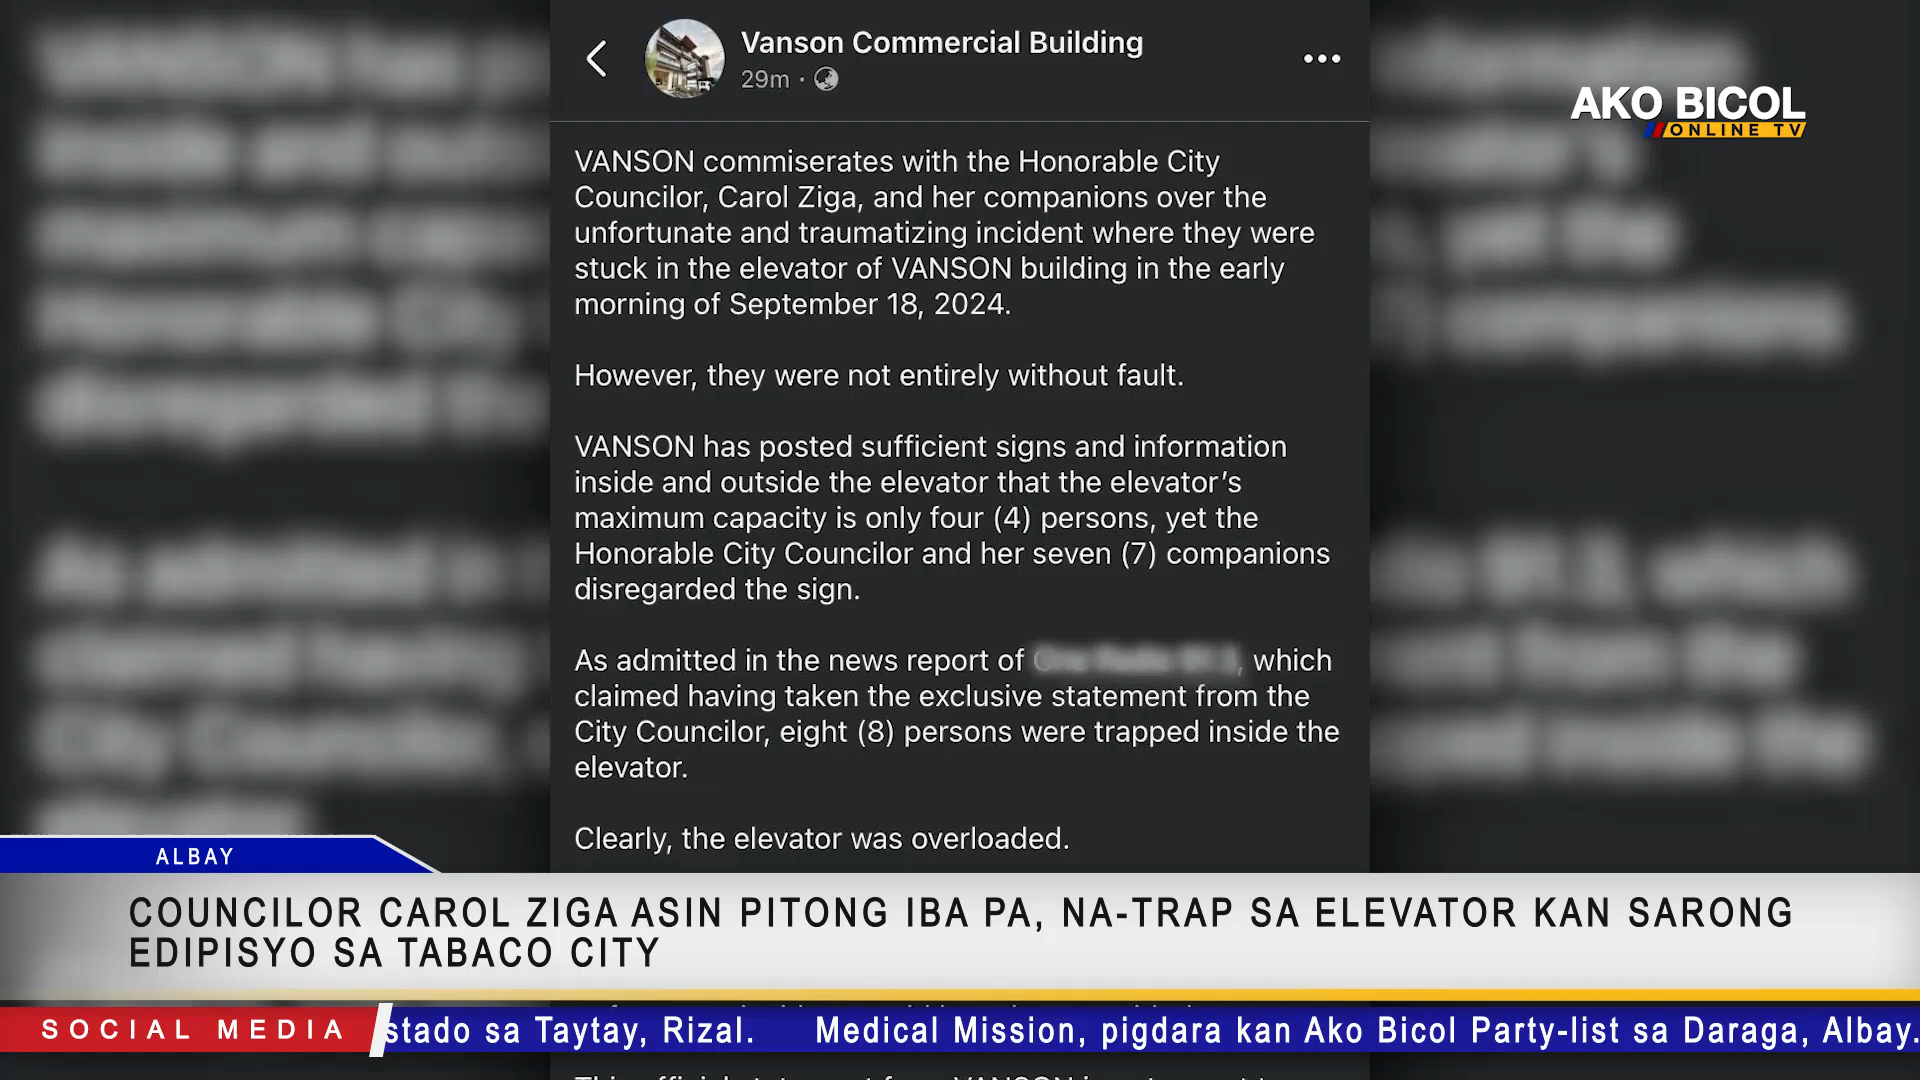 Vanson Commercial Building
29m ·
AKO BICOL
ONLINE TV
VANSON commiserates with the Honorable City
Councilor, Carol Ziga, and her companions over the
unfortunate and traumatizing incident where they were
stuck in the elevator of VANSON building in the early
morning of September 18, 2024.
However, they were not entirely without fault.
VANSON has posted sufficient signs and information
inside and outside the elevator that the elevator's
maximum capacity is only four (4) persons, yet the
Honorable City Councilor and her seven (7) companions
disregarded the sign.
As admitted in the news report of , which
claimed having taken the exclusive statement from the
City Councilor, eight (8) persons were trapped inside the
elevator.
Clearly, the elevator was overloaded.
ALBAY
COUNCILOR CAROL ZIGA ASIN PITONG IBA PA, NA-TRAP SA ELEVATOR KAN SARONG
EDIPISYO SA TABACO CITY
SOCIAL MEDIA
stado sa Taytay, Rizal. Medical Mission, pigdara kan Ako Bicol Party-list sa Daraga, Albay.